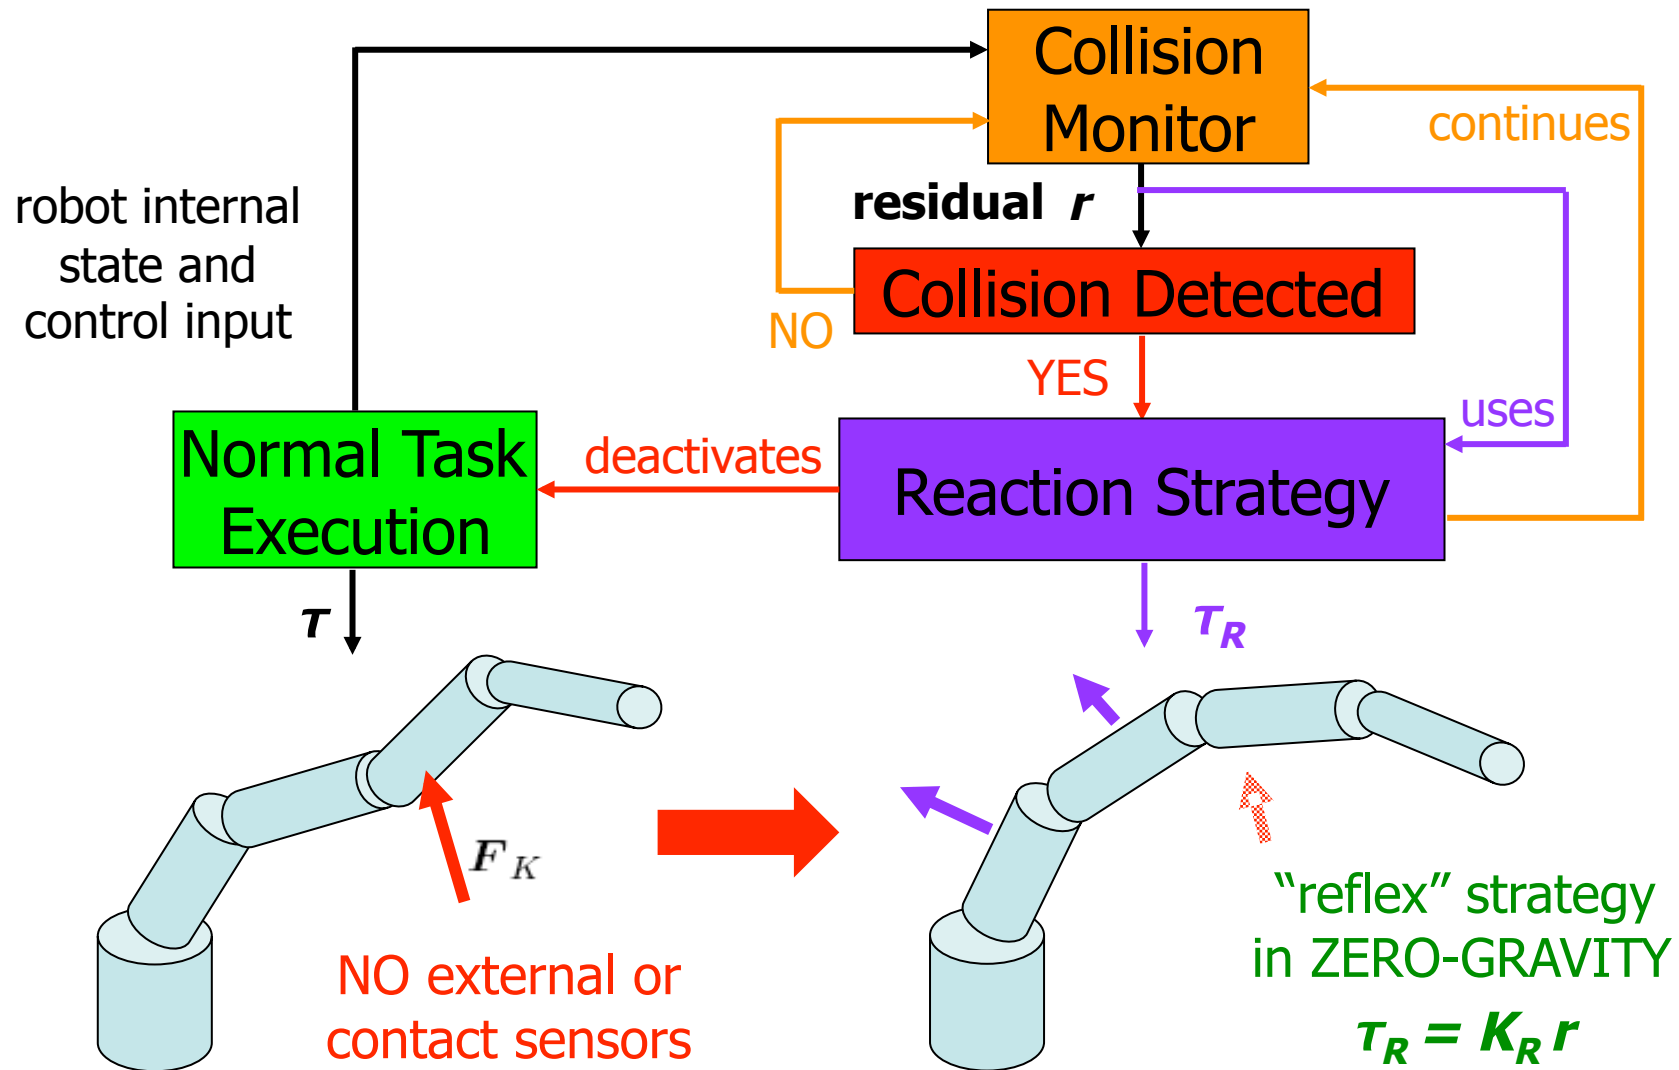 Collision
Monitor
continues
robot internal
state and
control input
residual r
Collision Detected
NO
YES
uses
Normal Task
Execution
deactivates
Reaction Strategy
τ
τR
FK
NO external or
contact sensors
“reflex” strategy
in ZERO-GRAVITY
τR = KR r